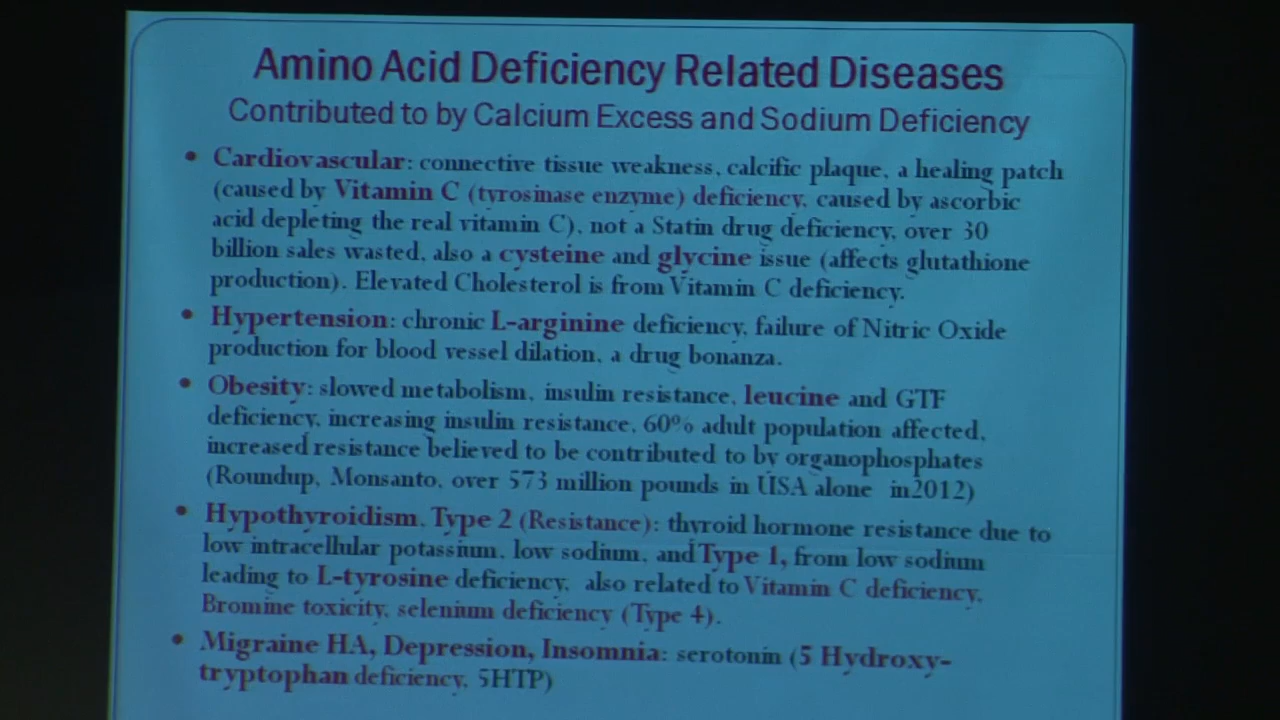 Amino Acid Deficiency Related Diseases
Contributed to by Calcium Excess and Sodium Deficiency
• Cardiovascular: connective tissue weakness, calcific plaque, a healing patch
(caused by Vitamin C (tyrosinase enzyme) deficiency, caused by ascorbic
acid depleting the real vitamin C), not a Statin drug deficiency, over 30
billion sales wasted, also a cysteine and glycine issue (affects glutathione
production). Elevated Cholesterol is from Vitamin C deficiency.
• Hypertension: chronic L-arginine deficiency, failure of Nitric Oxide
production for blood vessel dilation, a drug bonanza.
• Obesity: slowed metabolism, insulin resistance, leucine and GTF
deficiency, increasing insulin resistance, 60% adult population affected,
increased resistance believed to be contributed to by organophosphates
(Roundup, Monsanto, over 573 million pounds in USA alone in2012)
• Hypothyroidism, Type 2 (Resistance): thyroid hormone resistance due to
low intracellular potassium, low sodium, and Type 1, from low sodium
leading to L-tyrosine deficiency, also related to Vitamin C deficiency,
Bromine toxicity, selenium deficiency (Type 4).
• Migraine HA, Depression, Insomnia: serotonin (5 Hydroxy-
tryptophan deficiency, 5HTP)